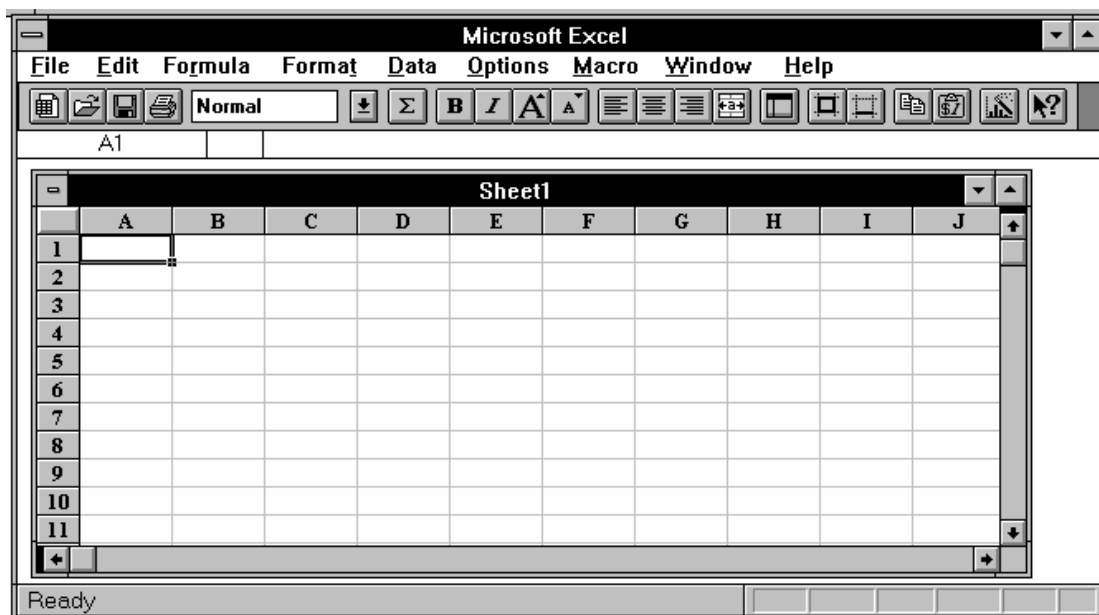 Microsoft Excel
File Edit Formula Format Data Options Macro Window Help
Normal Σ B I A A a $7 ?
A1
Sheet1
A B C D E F G H I J
1
2
3
4
5
6
7
8
9
10
11
Ready